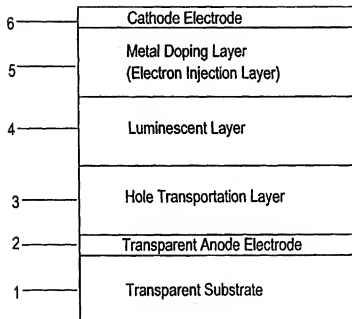 6 Cathode Electrode
5 Metal Doping Layer
(Electron Injection Layer)
4 Luminescent Layer
3 Hole Transportation Layer
2 Transparent Anode Electrode
1 Transparent Substrate